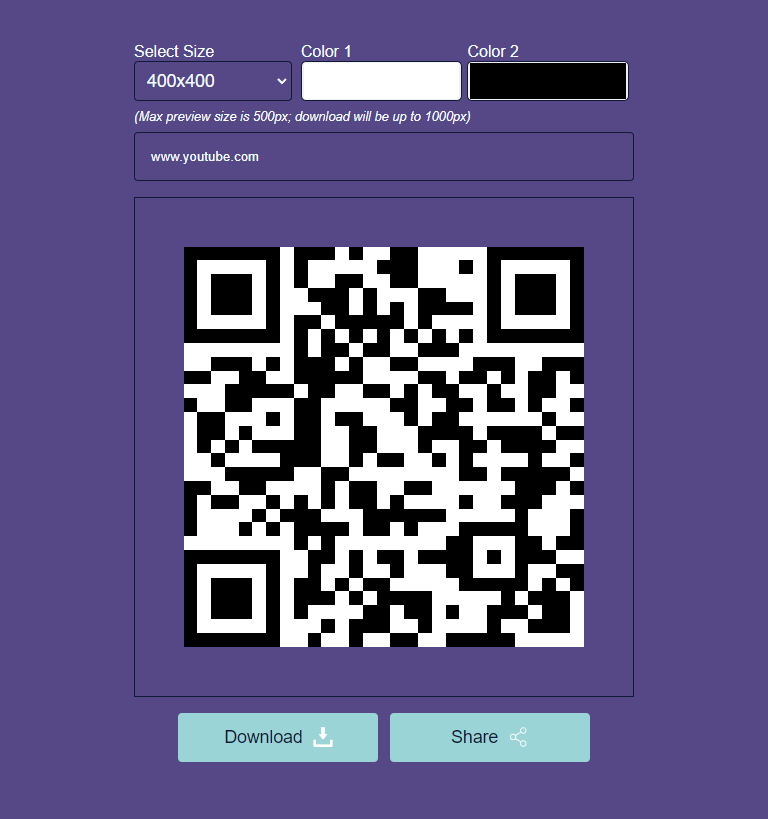 Select Size
Color 1
Color 2
400x400
(Max preview size is 500px; download will be up to 1000px)
www.youtube.com
Download
Share